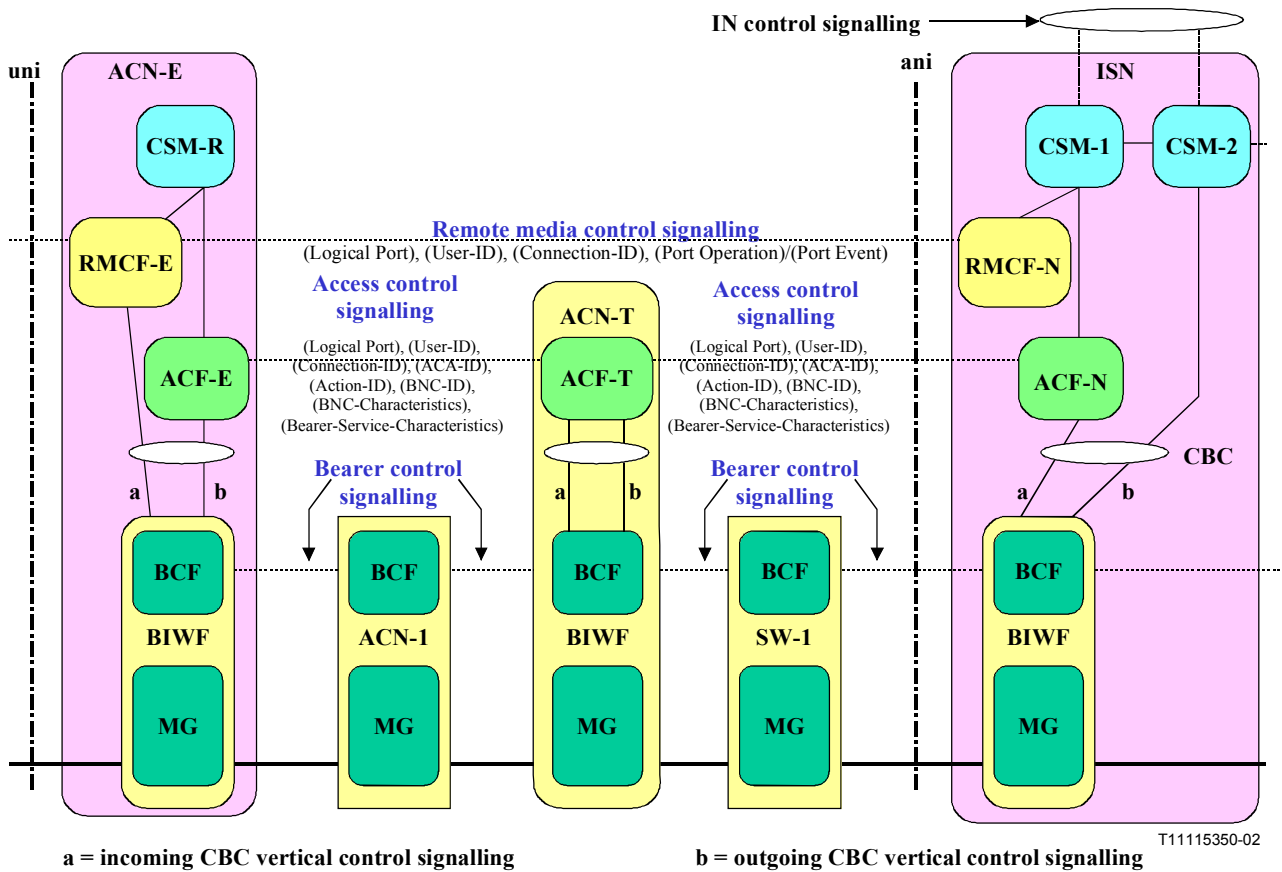 IN control signalling
uni
ACN-E
ani
ISN
CSM-R
CSM-1
CSM-2
Remote media control signalling
(Logical Port), (User-ID), (Connection-ID), (Port Operation)/(Port Event)
RMCF-E
RMCF-N
Access control
signalling
ACN-T
Access control
signalling
(Logical Port), (User-ID),
(Connection-ID), (ACA-ID),
(Action-ID), (BNC-ID),
(BNC-Characteristics),
(Bearer-Service-Characteristics)
(Logical Port), (User-ID),
(Connection-ID), (ACA-ID),
(Action-ID), (BNC-ID),
(BNC-Characteristics),
(Bearer-Service-Characteristics)
ACF-E
ACF-T
ACF-N
CBC
Bearer control
signalling
Bearer control
signalling
a
b
a
b
a
b
BCF
BCF
BCF
BCF
BCF
BIWF
ACN-1
BIWF
SW-1
BIWF
MG
MG
MG
MG
MG
T11115350-02
a = incoming CBC vertical control signalling
b = outgoing CBC vertical control signalling